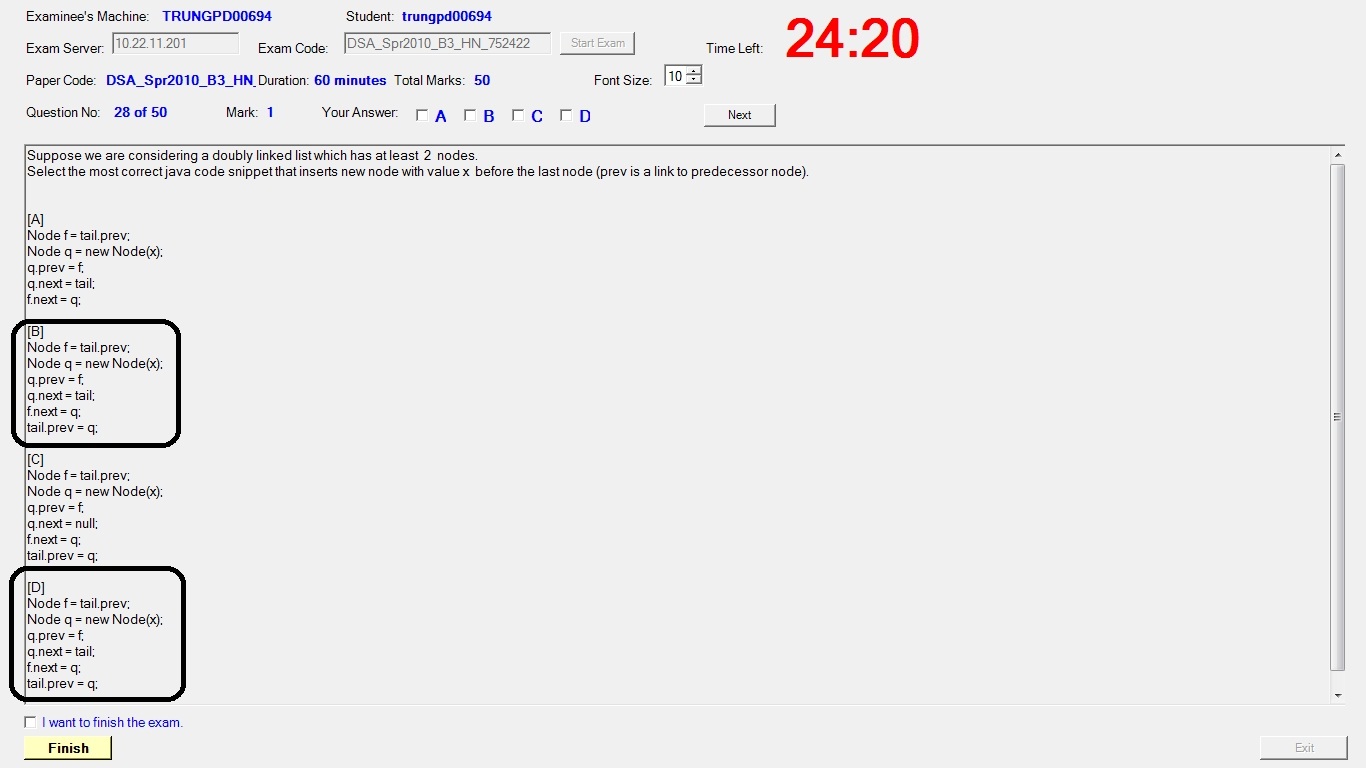 Examinee's Machine: TRUNGPD00694 Student: trungpd00694
Exam Server: 10.22.11.201 Exam Code: DSA_Spr2010_B3_HN_752422 Start Exam Time Left: 24:20
Paper Code: DSA_Spr2010_B3_HN_ Duration: 60 minutes Total Marks: 50 Font Size: 10
Question No: 28 of 50 Mark: 1 Your Answer: A B C D Next
Suppose we are considering a doubly linked list which has at least 2 nodes.
Select the most correct java code snippet that inserts new node with value x before the last node (prev is a link to predecessor node).
[A]
Node f = tail.prev;
Node q = new Node(x);
q.prev = f;
q.next = tail;
f.next = q;
[B]
Node f = tail.prev;
Node q = new Node(x);
q.prev = f;
q.next = tail;
f.next = q;
tail.prev = q;
[C]
Node f = tail.prev;
Node q = new Node(x);
q.prev = f;
q.next = null;
f.next = q;
tail.prev = q;
[D]
Node f = tail.prev;
Node q = new Node(x);
q.prev = f;
q.next = tail;
f.next = q;
tail.prev = q;
I want to finish the exam.
Finish Exit